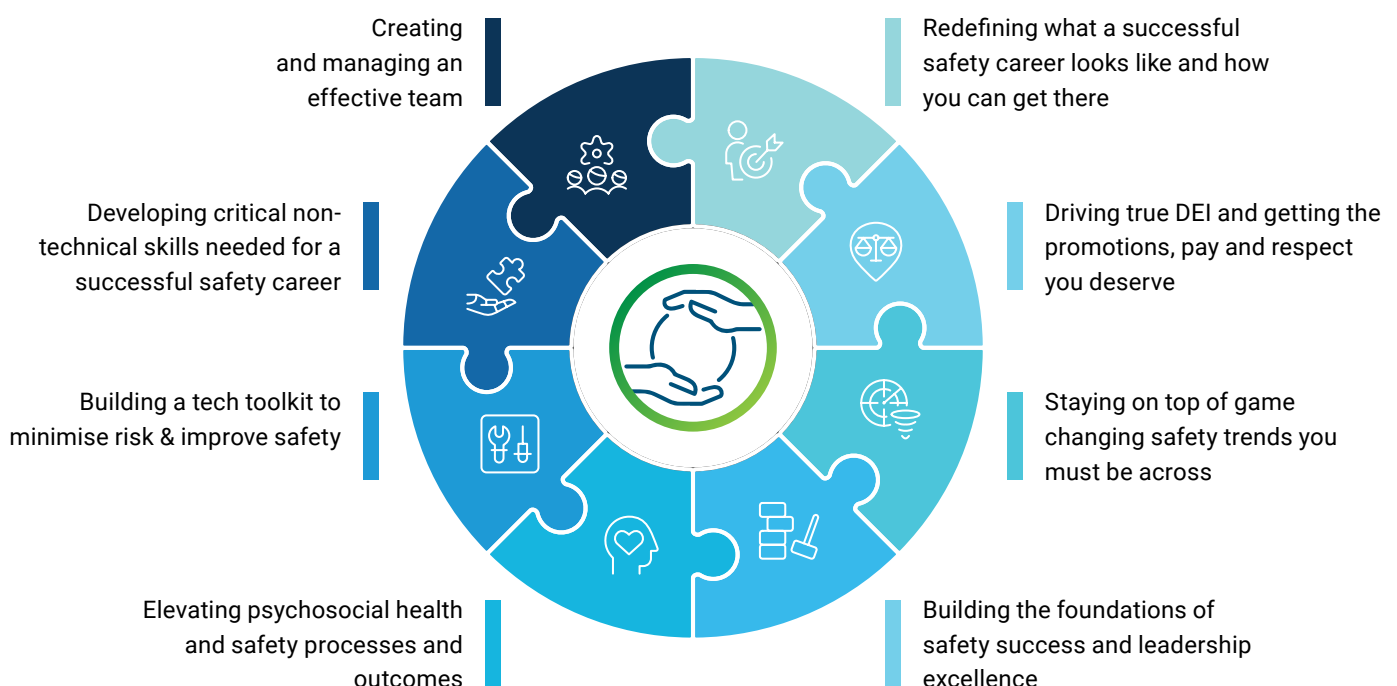 Creating
and managing an
effective team
Redefining what a successful
safety career looks like and how
you can get there
Developing critical non-
technical skills needed for a
successful safety career
Driving true DEI and getting the
promotions, pay and respect
you deserve
Building a tech toolkit to
minimise risk & improve safety
Staying on top of game
changing safety trends you
must be across
Elevating psychosocial health
and safety processes and
outcomes
Building the foundations of
safety success and leadership
excellence